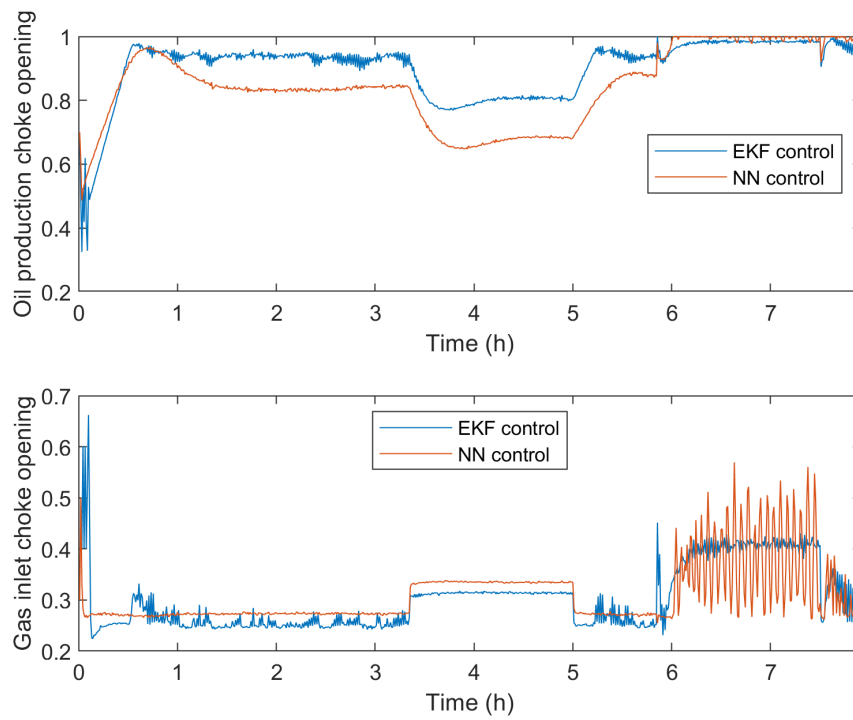 Oil production choke opening
1
0.8
0.6
0.4
0.2
EKF control
NN control
0 1 2 3 4 5 6 7
Time (h)
Gas inlet choke opening
0.7
0.6
0.5
0.4
0.3
0.2
EKF control
NN control
0 1 2 3 4 5 6 7
Time (h)